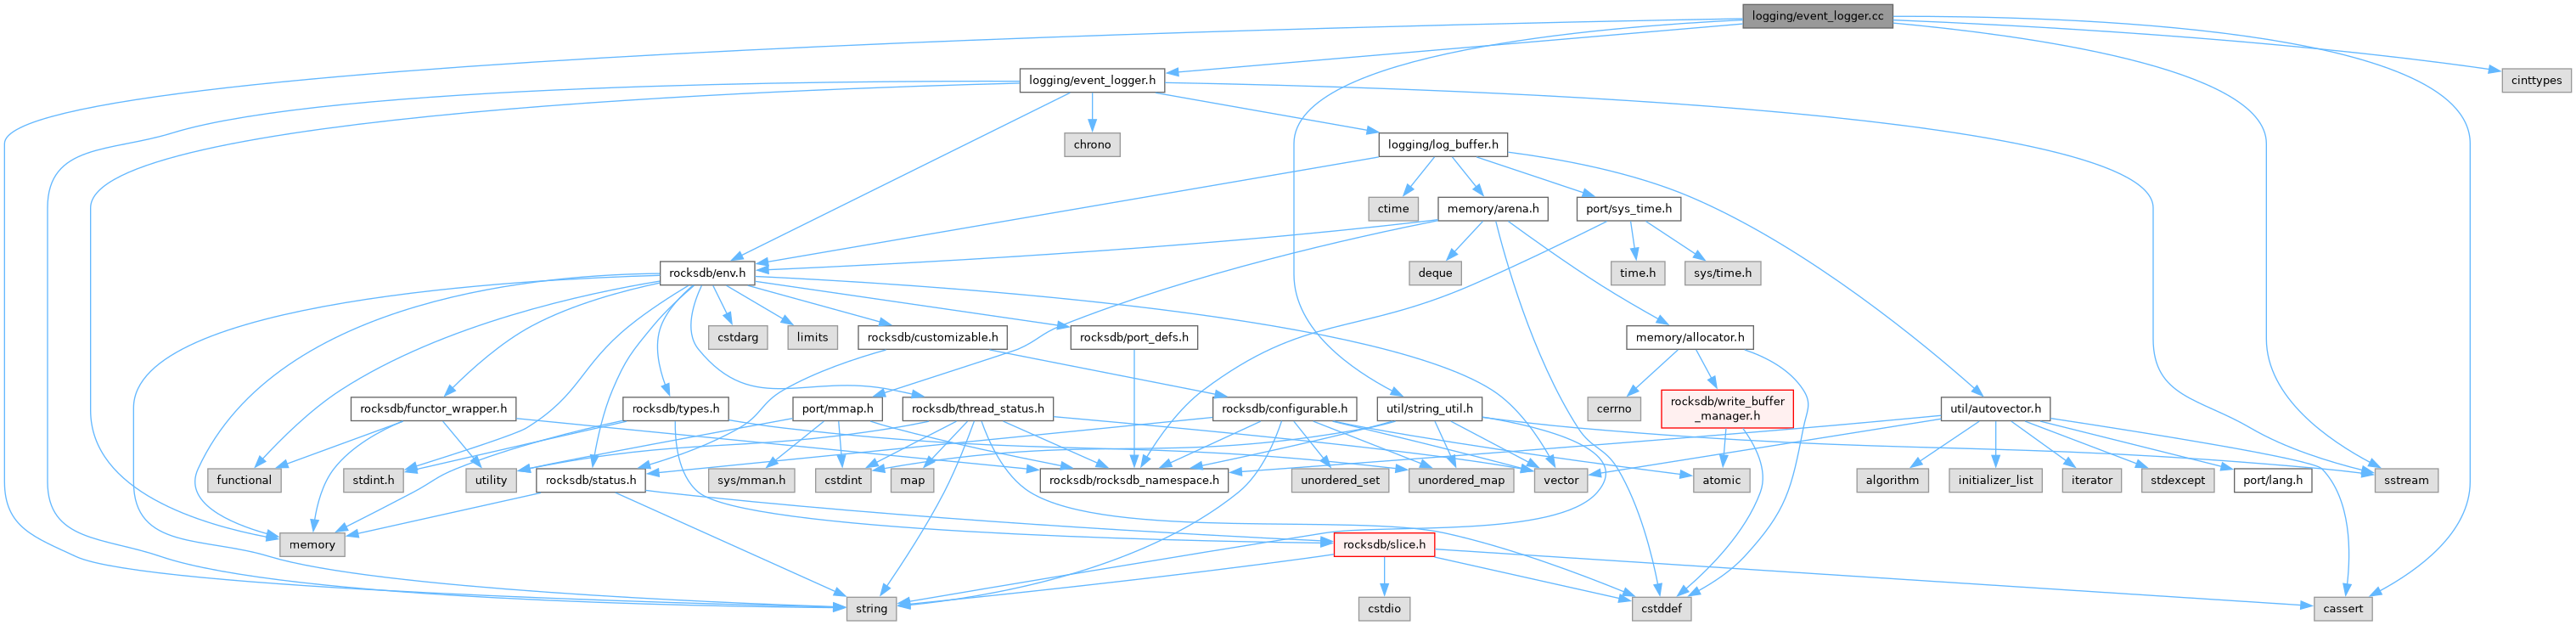 logging/event_logger.cc
logging/event_logger.h
cinttypes
chrono
logging/log_buffer.h
ctime
memory/arena.h
port/sys_time.h
rocksdb/env.h
deque
time.h
sys/time.h
cstdarg
limits
rocksdb/customizable.h
rocksdb/port_defs.h
memory/allocator.h
rocksdb/functor_wrapper.h
rocksdb/types.h
port/mmap.h
rocksdb/thread_status.h
rocksdb/configurable.h
util/string_util.h
cerrno
rocksdb/write_buffer
_manager.h
util/autovector.h
functional
stdint.h
utility
rocksdb/status.h
sys/mman.h
cstdint
map
rocksdb/rocksdb_namespace.h
unordered_set
unordered_map
vector
atomic
algorithm
initializer_list
iterator
stdexcept
port/lang.h
sstream
memory
rocksdb/slice.h
string
cstdio
cstddef
cassert